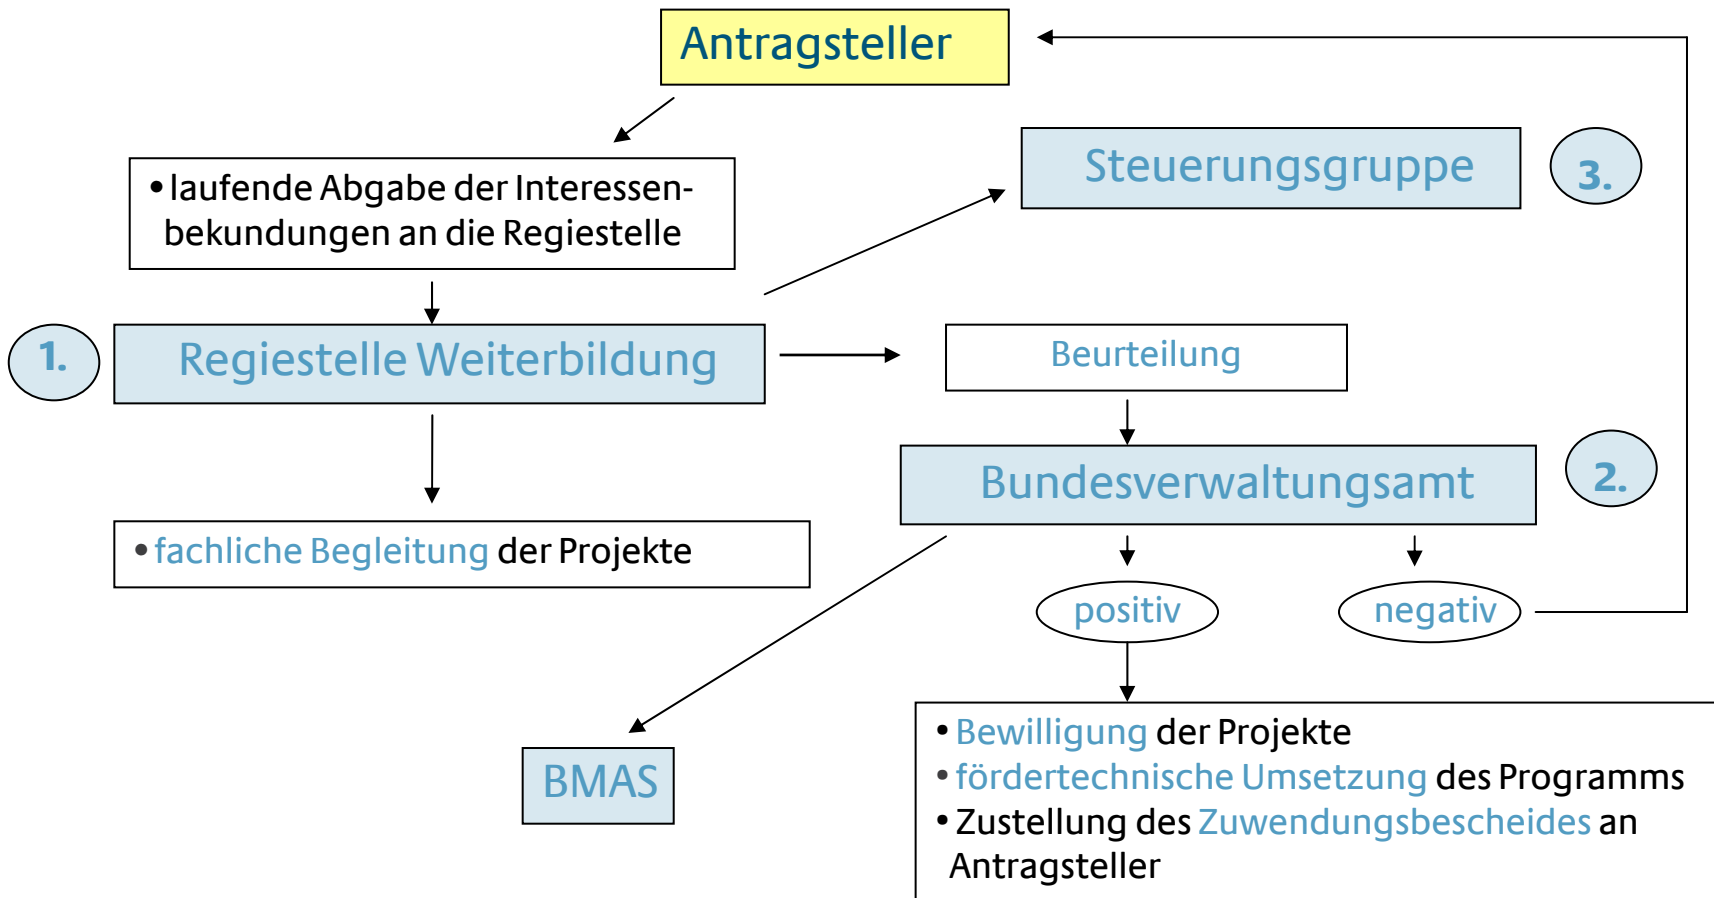 Antragsteller
• laufende Abgabe der Interessen-
bekundungen an die Regiestelle
Steuerungsgruppe
3.
1.
Regiestelle Weiterbildung
Beurteilung
Bundesverwaltungsamt
2.
• fachliche Begleitung der Projekte
positiv
negativ
BMAS
• Bewilligung der Projekte
• fördertechnische Umsetzung des Programms
• Zustellung des Zuwendungsbescheides an
Antragsteller